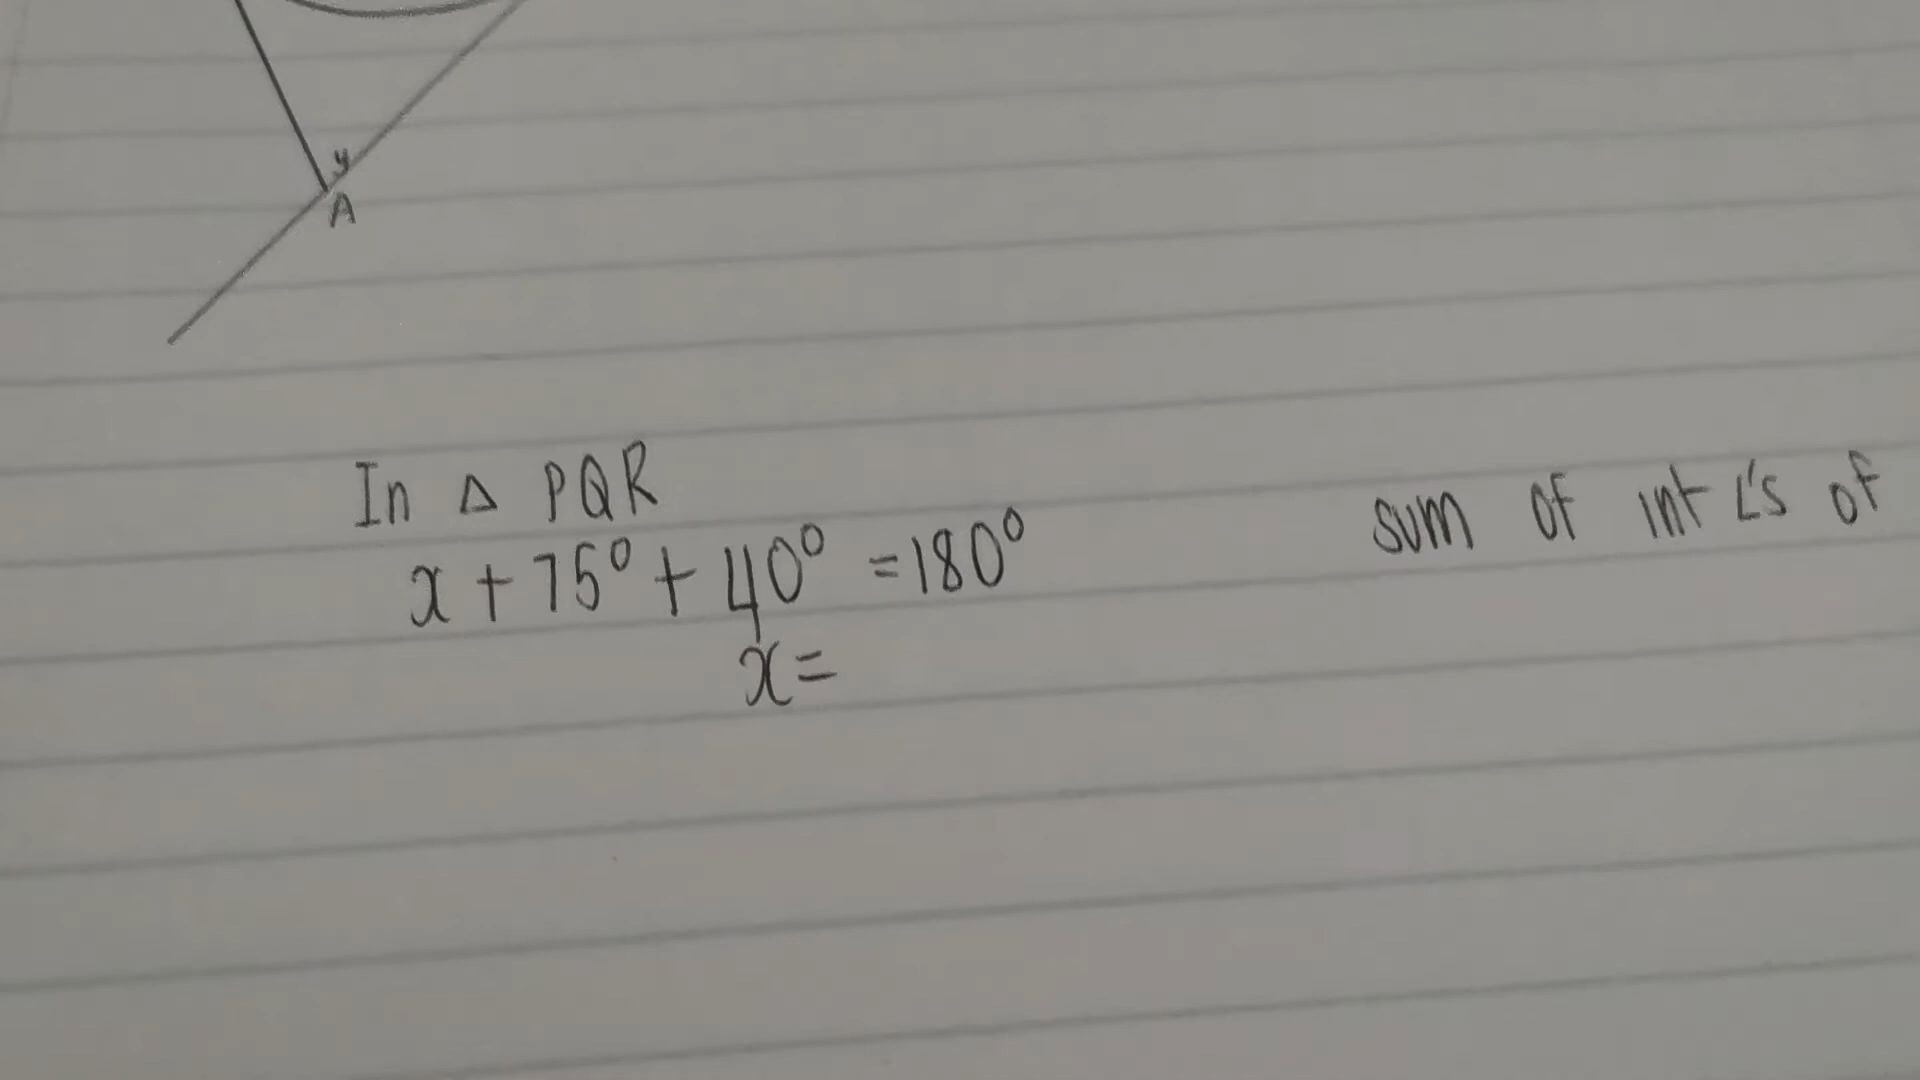 y
A
In △ PQR
x + 75° + 40° = 180° sum of int ∠'s of
x =